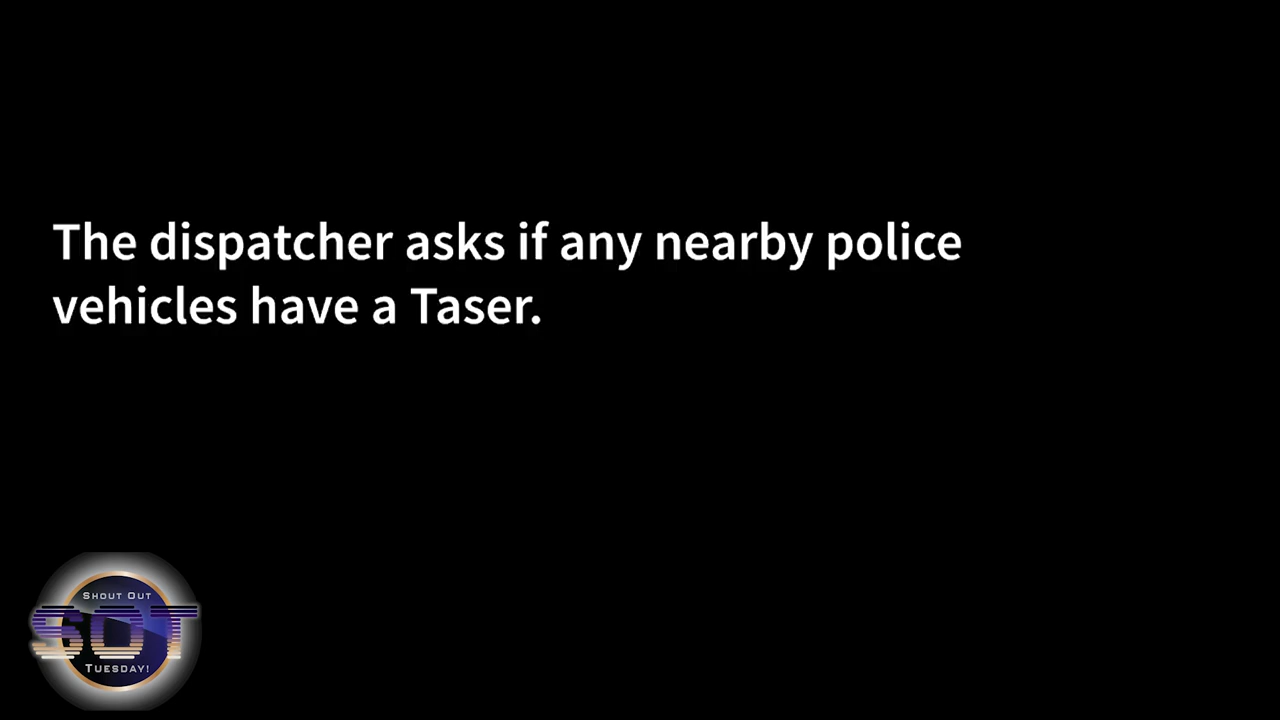 The dispatcher asks if any nearby police
vehicles have a Taser.
Shout Out
SOT
Tuesday!